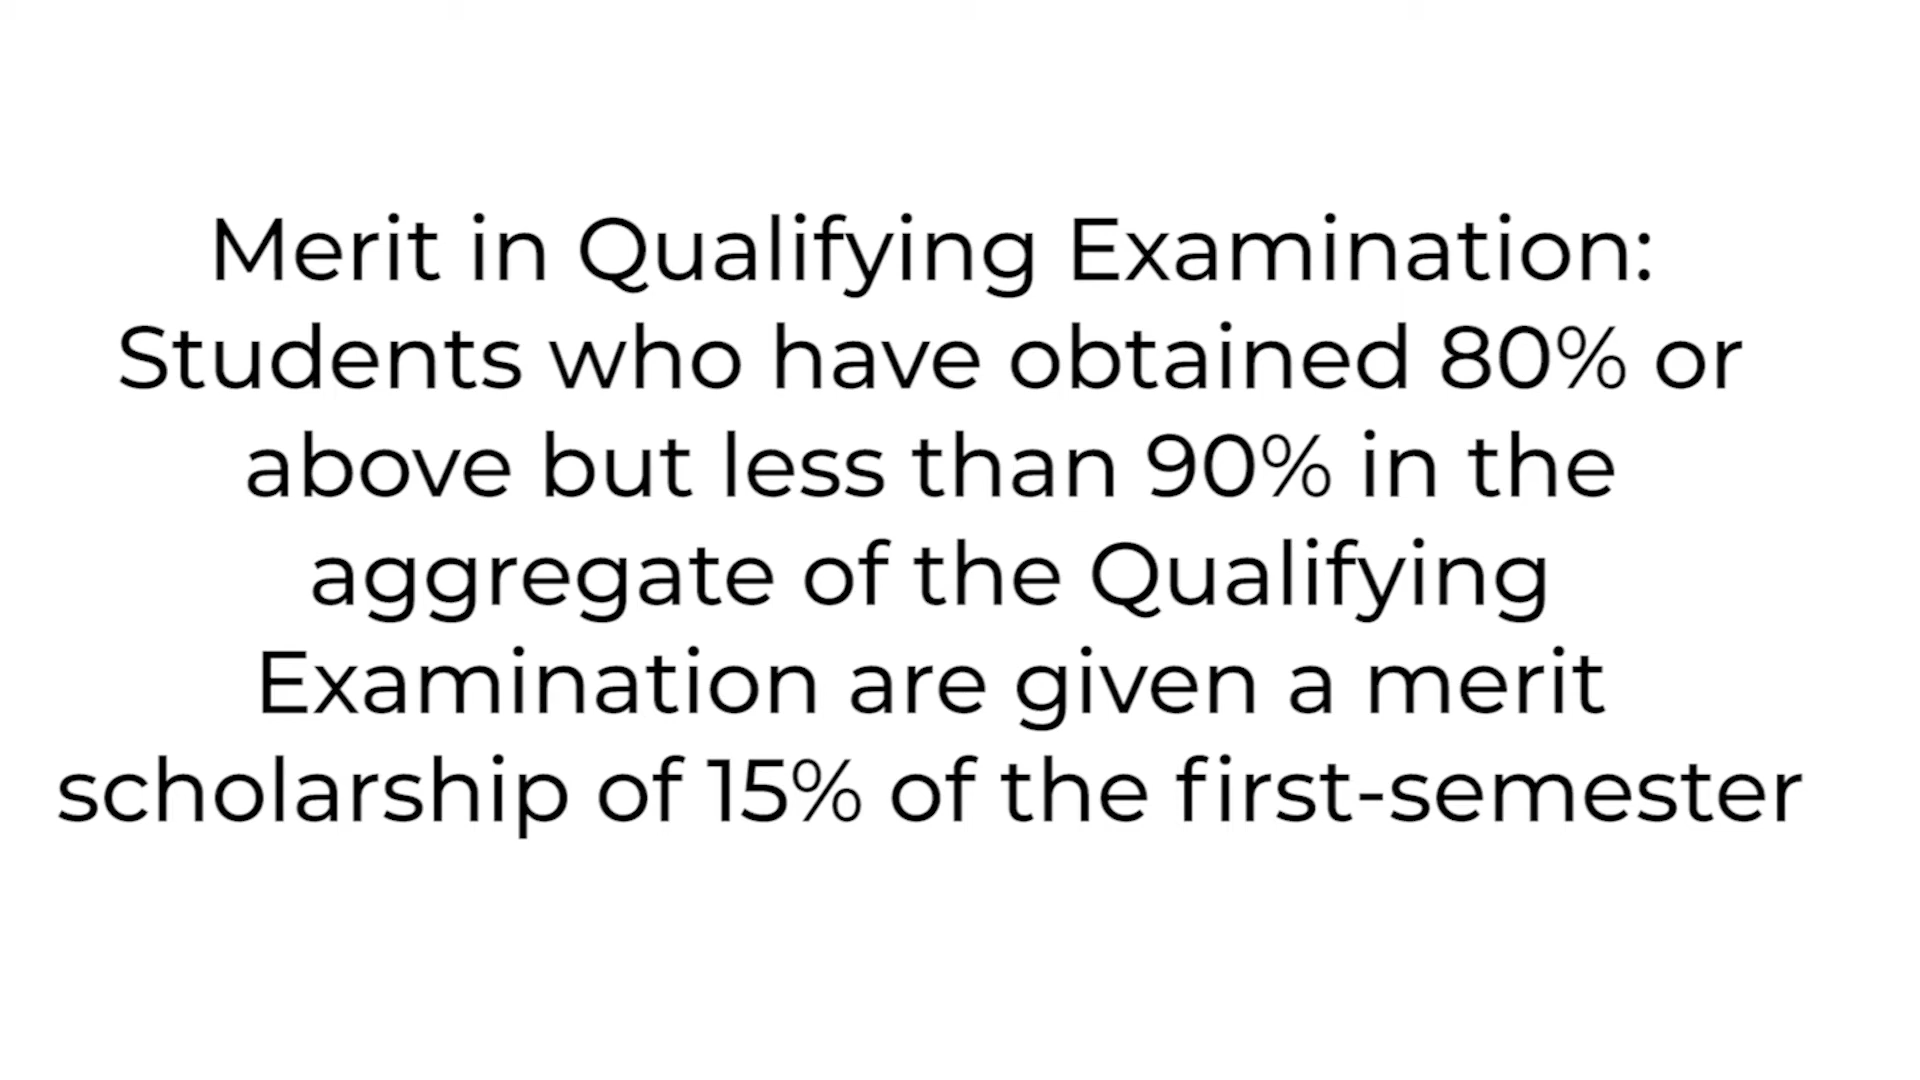 Merit in Qualifying Examination:
Students who have obtained 80% or
above but less than 90% in the
aggregate of the Qualifying
Examination are given a merit
scholarship of 15% of the first-semester